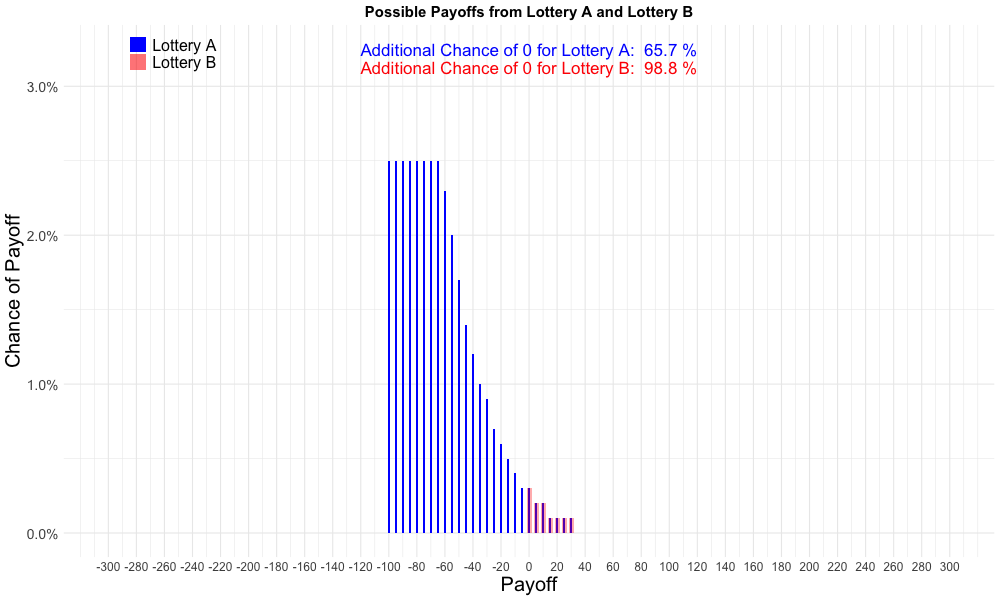 Possible Payoffs from Lottery A and Lottery B
Lottery A
Lottery B
Additional Chance of 0 for Lottery A: 65.7 %
Additional Chance of 0 for Lottery B: 98.8 %
Chance of Payoff
3.0%
2.0%
1.0%
0.0%
-300 -280 -260 -240 -220 -200 -180 -160 -140 -120 -100 -80 -60 -40 -20 0 20 40 60 80 100 120 140 160 180 200 220 240 260 280 300
Payoff